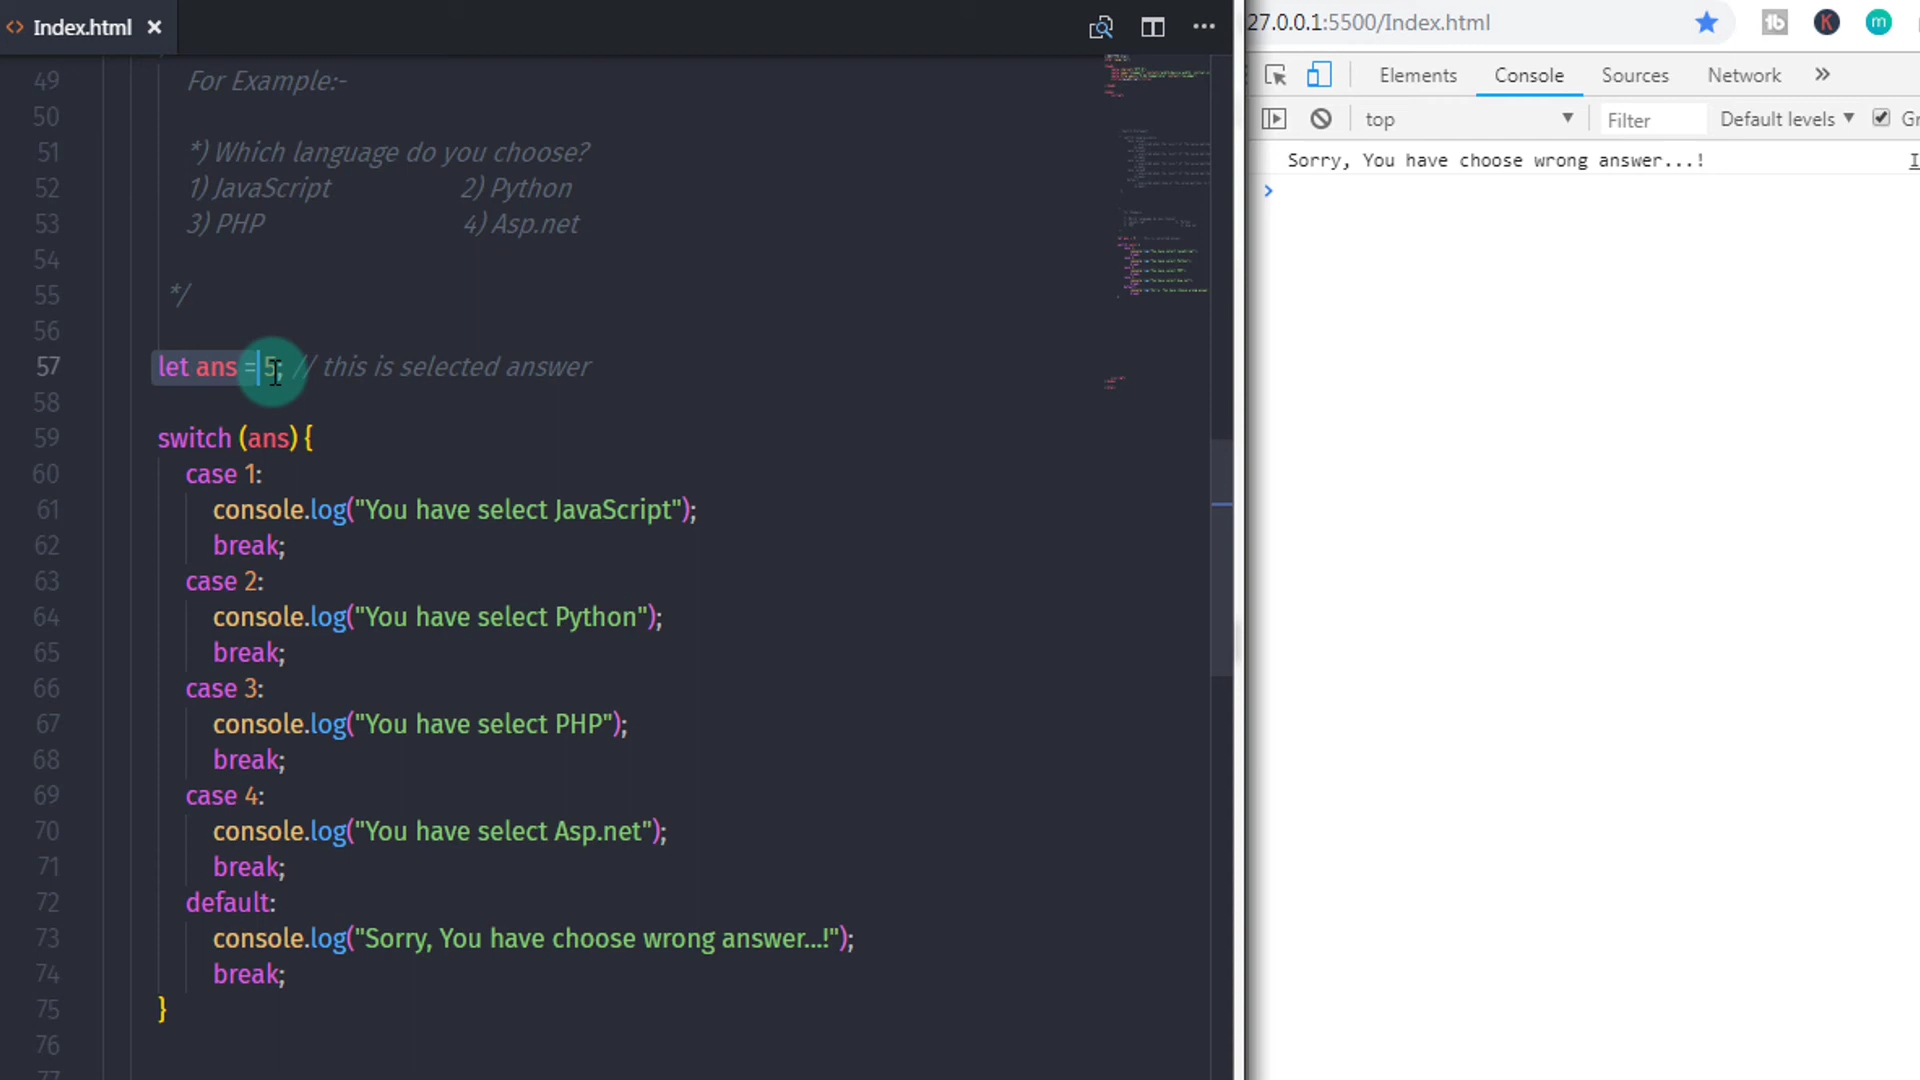 Index.html
49 For Example:-
50
51 *) Which language do you choose?
52 1) JavaScript 2) Python
53 3) PHP 4) Asp.net
54
55 */
56
57 let ans = 5; // this is selected answer
58
59 switch (ans) {
60 case 1:
61 console.log("You have select JavaScript");
62 break;
63 case 2:
64 console.log("You have select Python");
65 break;
66 case 3:
67 console.log("You have select PHP");
68 break;
69 case 4:
70 console.log("You have select Asp.net");
71 break;
72 default:
73 console.log("Sorry, You have choose wrong answer...!");
74 break;
75 }
76
27.0.0.1:5500/Index.html
Elements Console Sources Network
top Filter Default levels Gr
Sorry, You have choose wrong answer...!